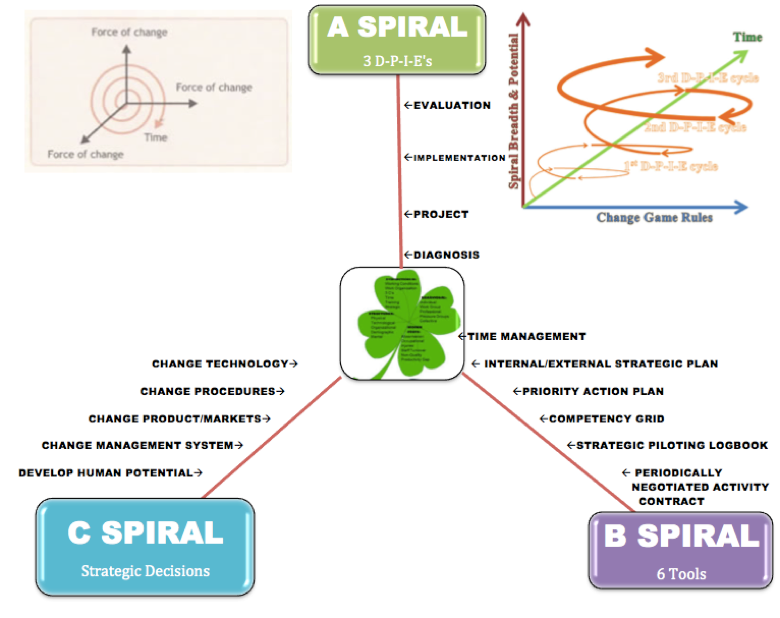 Force of change
Force of change
Time
Force of change
A SPIRAL
3 D-P-I-E's
Time
3rd D-P-I-E cycle
2nd D-P-I-E cycle
1st D-P-I-E cycle
Spiral Breadth & Potential
Change Game Rules
←EVALUATION
←IMPLEMENTATION
←PROJECT
←DIAGNOSIS
←TIME MANAGEMENT
← INTERNAL/EXTERNAL STRATEGIC PLAN
←PRIORITY ACTION PLAN
←COMPETENCY GRID
←STRATEGIC PILOTING LOGBOOK
← PERIODICALLY
NEGOTIATED ACTIVITY
CONTRACT
CHANGE TECHNOLOGY→
CHANGE PROCEDURES→
CHANGE PRODUCT/MARKETS→
CHANGE MANAGEMENT SYSTEM→
DEVELOP HUMAN POTENTIAL→
C SPIRAL
Strategic Decisions
B SPIRAL
6 Tools